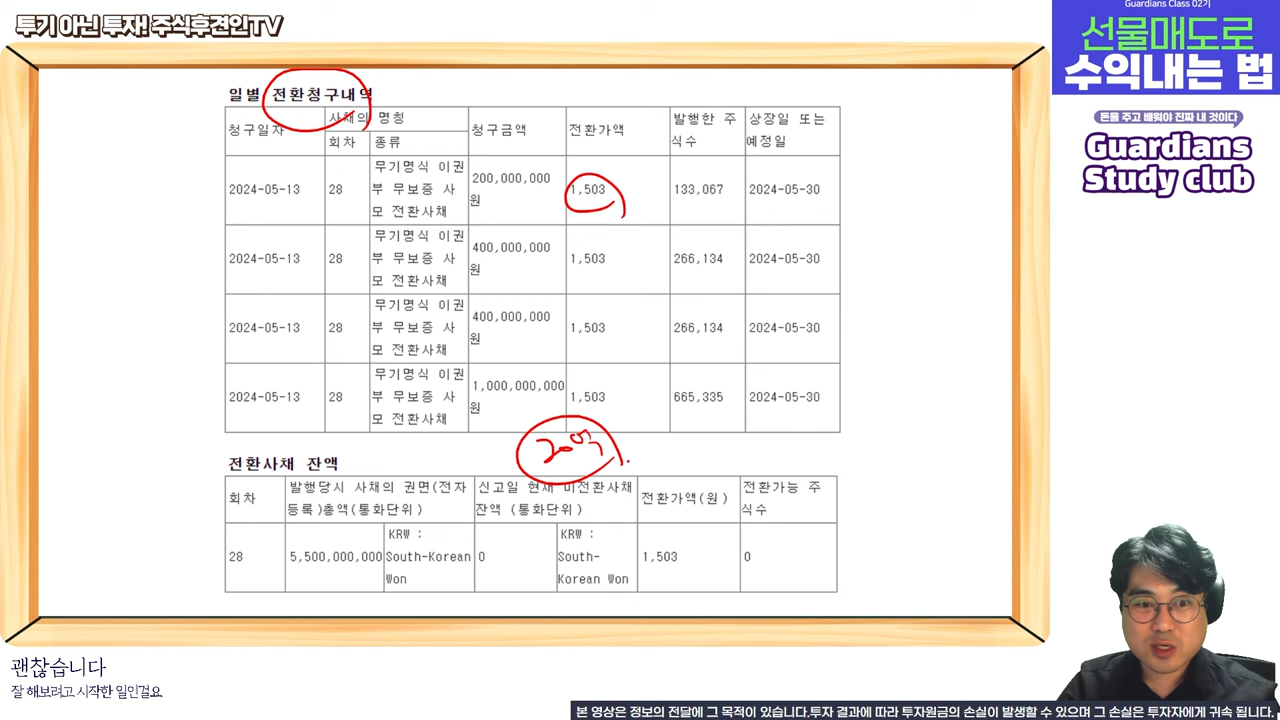 투기 아닌 투자! 주식후견인TV
Guardians Class 02기
선물매도로
수익내는 법
돈을 주고 배워야 진짜 내 것이다
Guardians
Study club
일별 전환청구내역
청구일자 사채의 명칭 청구금액 전환가액 발행한 주식수 상장일 또는 예정일
회차 종류
2024-05-13 28 무기명식 이권부 무보증 사모 전환사채 200,000,000원 1,503 133,067 2024-05-30
2024-05-13 28 무기명식 이권부 무보증 사모 전환사채 400,000,000원 1,503 266,134 2024-05-30
2024-05-13 28 무기명식 이권부 무보증 사모 전환사채 400,000,000원 1,503 266,134 2024-05-30
2024-05-13 28 무기명식 이권부 무보증 사모 전환사채 1,000,000,000원 1,503 665,335 2024-05-30
20억
전환사채 잔액
회차 발행당시 사채의 권면(전자등록)총액(통화단위) 신고일 현재 미전환사채 잔액 (통화단위) 전환가액(원) 전환가능 주식수
28 5,500,000,000 KRW : South-Korean Won 0 KRW : South-Korean Won 1,503 0
괜찮습니다
잘 해보려고 시작한 일인걸요
본 영상은 정보의 전달에 그 목적이 있습니다.투자 결과에 따라 투자원금의 손실이 발생할 수 있으며 그 손실은 투자자에게 귀속 됩니다.